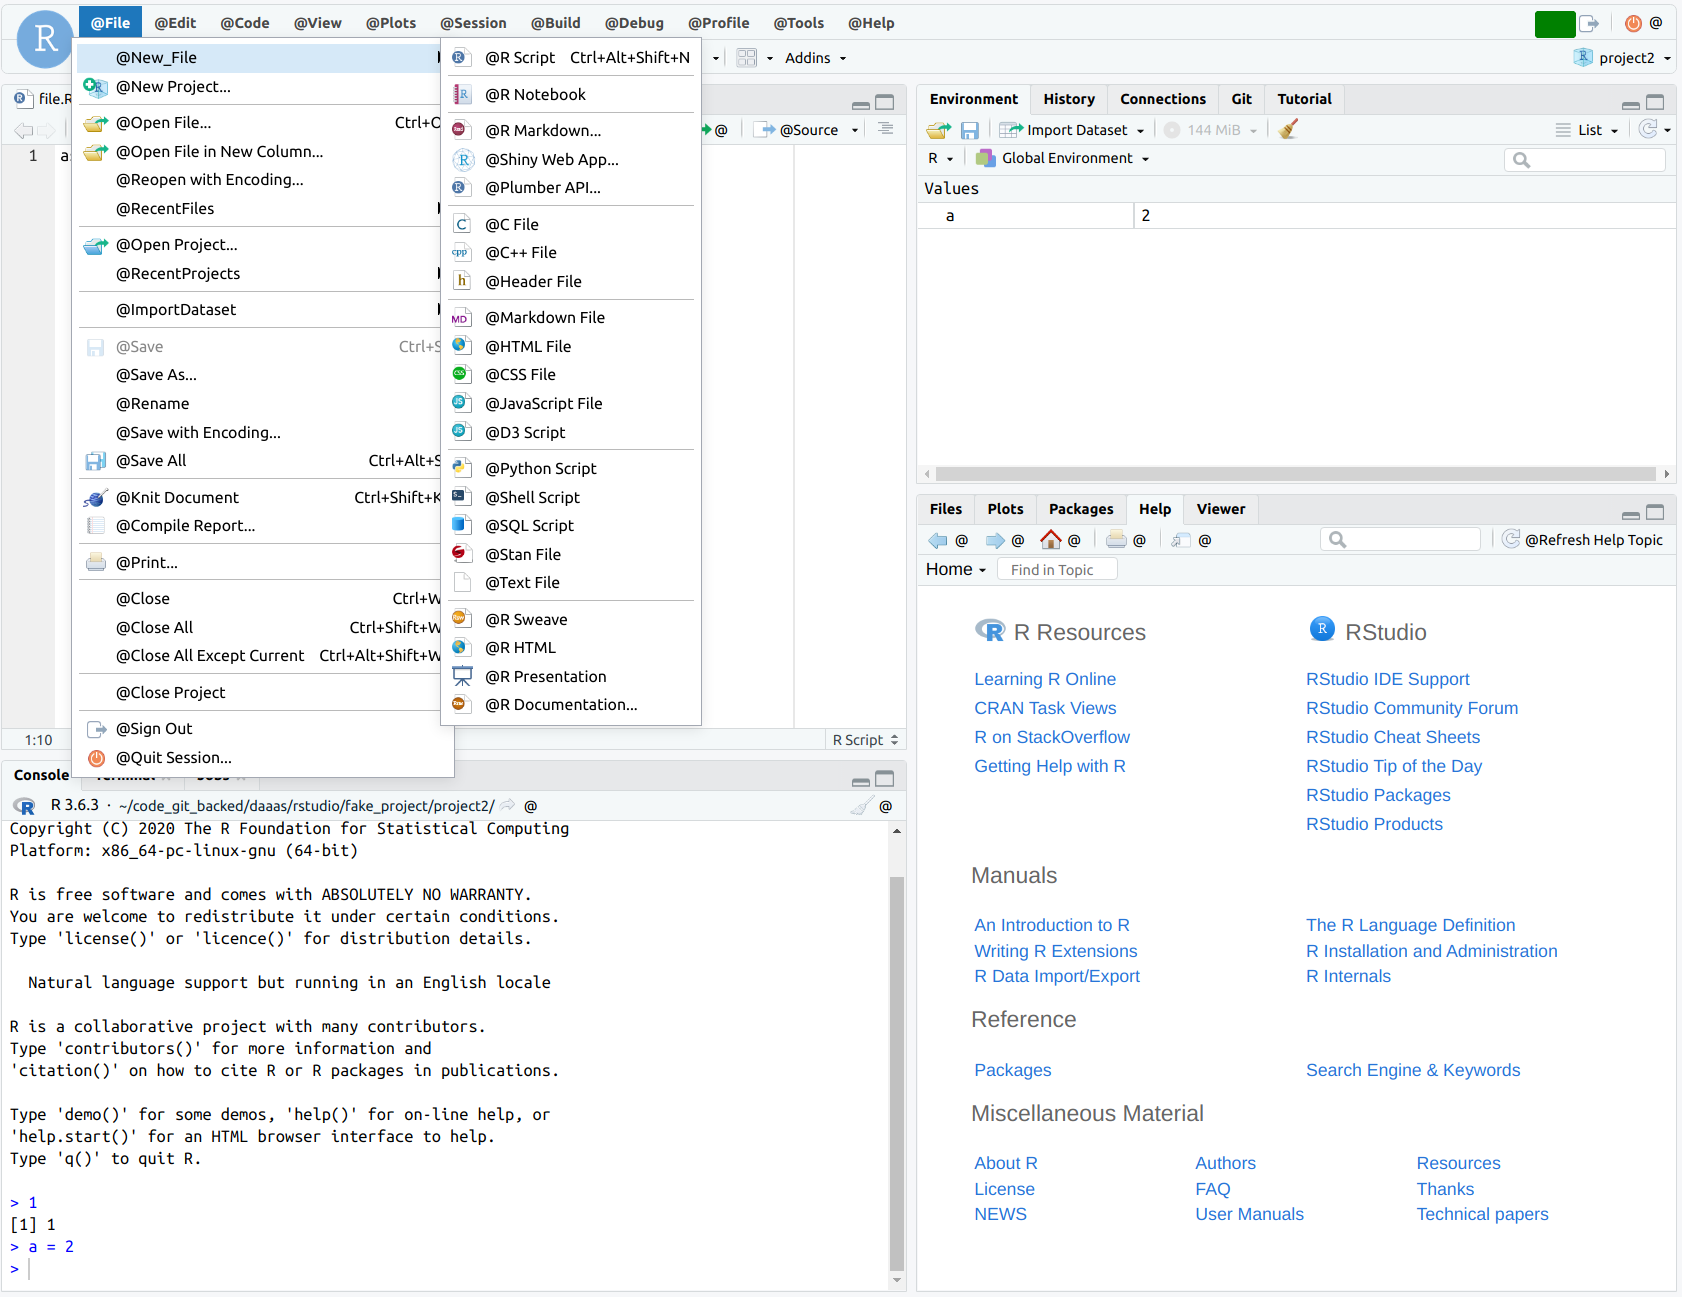 R @File @Edit @Code @View @Plots @Session @Build @Debug @Profile @Tools @Help @
Addins project2
@New_File
@New Project...
@Open File... Ctrl+O
@Open File in New Column...
@Reopen with Encoding...
@RecentFiles
@Open Project...
@RecentProjects
@ImportDataset
@Save Ctrl+S
@Save As...
@Rename
@Save with Encoding...
@Save All Ctrl+Alt+S
@Knit Document Ctrl+Shift+K
@Compile Report...
@Print...
@Close Ctrl+W
@Close All Ctrl+Shift+W
@Close All Except Current Ctrl+Alt+Shift+W
@Close Project
@Sign Out
@Quit Session...
@R Script Ctrl+Alt+Shift+N
@R Notebook
@R Markdown...
@Shiny Web App...
@Plumber API...
@C File
@C++ File
@Header File
@Markdown File
@HTML File
@CSS File
@JavaScript File
@D3 Script
@Python Script
@Shell Script
@SQL Script
@Stan File
@Text File
@R Sweave
@R HTML
@R Presentation
@R Documentation...
file.R
@ @Source
1 a
1:10 R Script
Console
R 3.6.3 · ~/code_git_backed/daaas/rstudio/fake_project/project2/ @ @
Copyright (C) 2020 The R Foundation for Statistical Computing
Platform: x86_64-pc-linux-gnu (64-bit)
R is free software and comes with ABSOLUTELY NO WARRANTY.
You are welcome to redistribute it under certain conditions.
Type 'license()' or 'licence()' for distribution details.
Natural language support but running in an English locale
R is a collaborative project with many contributors.
Type 'contributors()' for more information and
'citation()' on how to cite R or R packages in publications.
Type 'demo()' for some demos, 'help()' for on-line help, or
'help.start()' for an HTML browser interface to help.
Type 'q()' to quit R.
> 1
[1] 1
> a = 2
>
Environment History Connections Git Tutorial
Import Dataset 144 MiB List
R Global Environment
Values
a 2
Files Plots Packages Help Viewer
@ @ @ @ @ @Refresh Help Topic
Home Find in Topic
R Resources
Learning R Online
CRAN Task Views
R on StackOverflow
Getting Help with R
RStudio
RStudio IDE Support
RStudio Community Forum
RStudio Cheat Sheets
RStudio Tip of the Day
RStudio Packages
RStudio Products
Manuals
An Introduction to R The R Language Definition
Writing R Extensions R Installation and Administration
R Data Import/Export R Internals
Reference
Packages Search Engine & Keywords
Miscellaneous Material
About R Authors Resources
License FAQ Thanks
NEWS User Manuals Technical papers